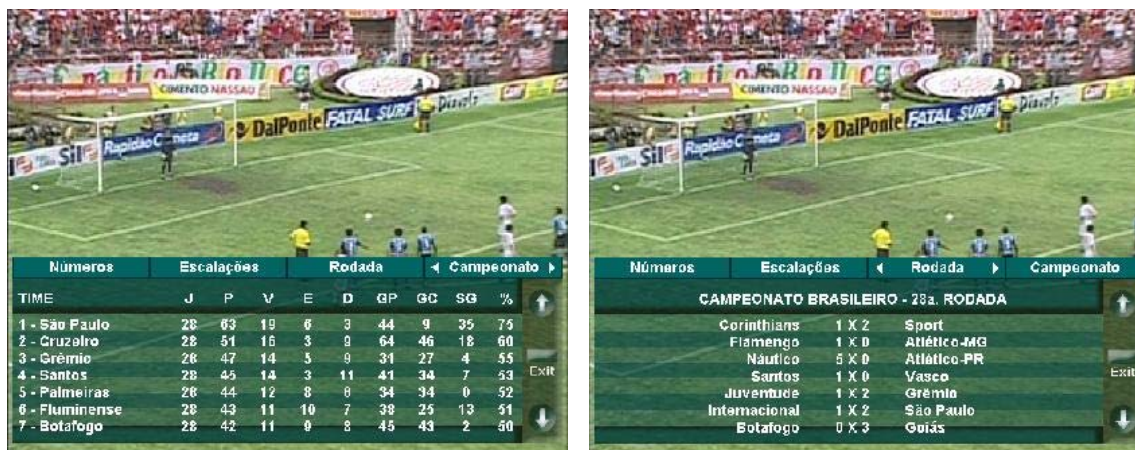 CIMENTO NASSAU
DalPonte FATAL SURF
Sil Rapidão Cometa
Números Escalações Rodada Campeonato
TIME J P V E D GP GC SG %
1 - São Paulo 28 63 19 6 3 44 9 35 75
2 - Cruzeiro 28 51 16 3 9 64 46 18 60
3 - Grêmio 28 47 14 5 9 31 27 4 55
4 - Santos 28 45 14 3 11 41 34 7 53
5 - Palmeiras 28 44 12 8 8 34 34 0 52
6 - Fluminense 28 43 11 10 7 38 25 13 51
7 - Botafogo 28 42 11 9 8 45 43 2 50
Exit
CIMENTO NASSAU
DalPonte FATAL SURF
Sil Rapidão Cometa
Números Escalações Rodada Campeonato
CAMPEONATO BRASILEIRO - 28a. RODADA
Corinthians 1 X 2 Sport
Flamengo 1 X 0 Atlético-MG
Náutico 5 X 0 Atlético-PR
Santos 1 X 0 Vasco
Juventude 1 X 2 Grêmio
Internacional 1 X 2 São Paulo
Botafogo 0 X 3 Goiás
Exit